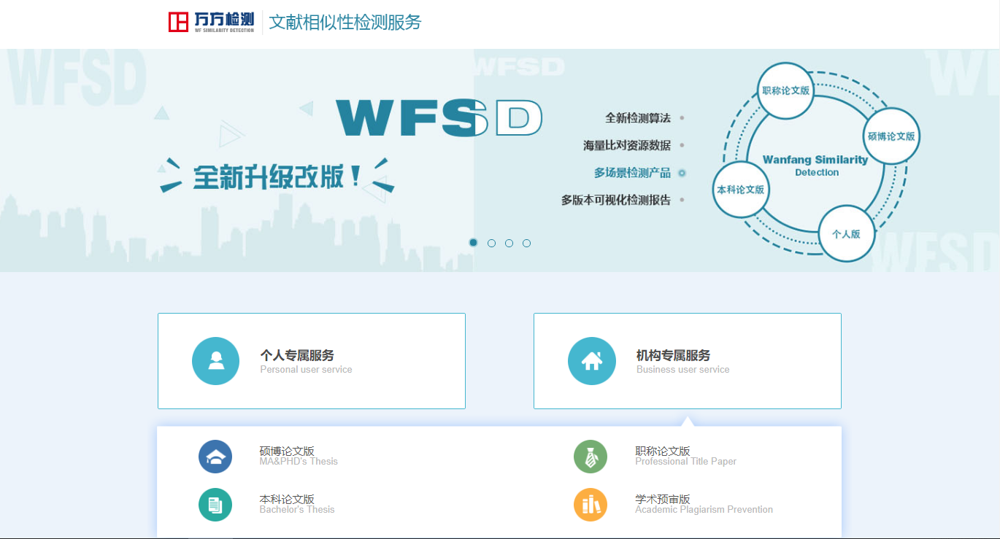 万方检测
WF SIMILARITY DETECTION
文献相似性检测服务
WFSD
WFSD
W
WFSD
全新升级改版！
全新检测算法
海量比对资源数据
多场景检测产品
多版本可视化检测报告
职称论文版
硕博论文版
Wanfang Similarity
Detection
本科论文版
个人版
WFSD
个人专属服务
Personal user service
机构专属服务
Business user service
硕博论文版
MA&PHD's Thesis
职称论文版
Professional Title Paper
本科论文版
Bachelor's Thesis
学术预审版
Academic Plagiarism Prevention